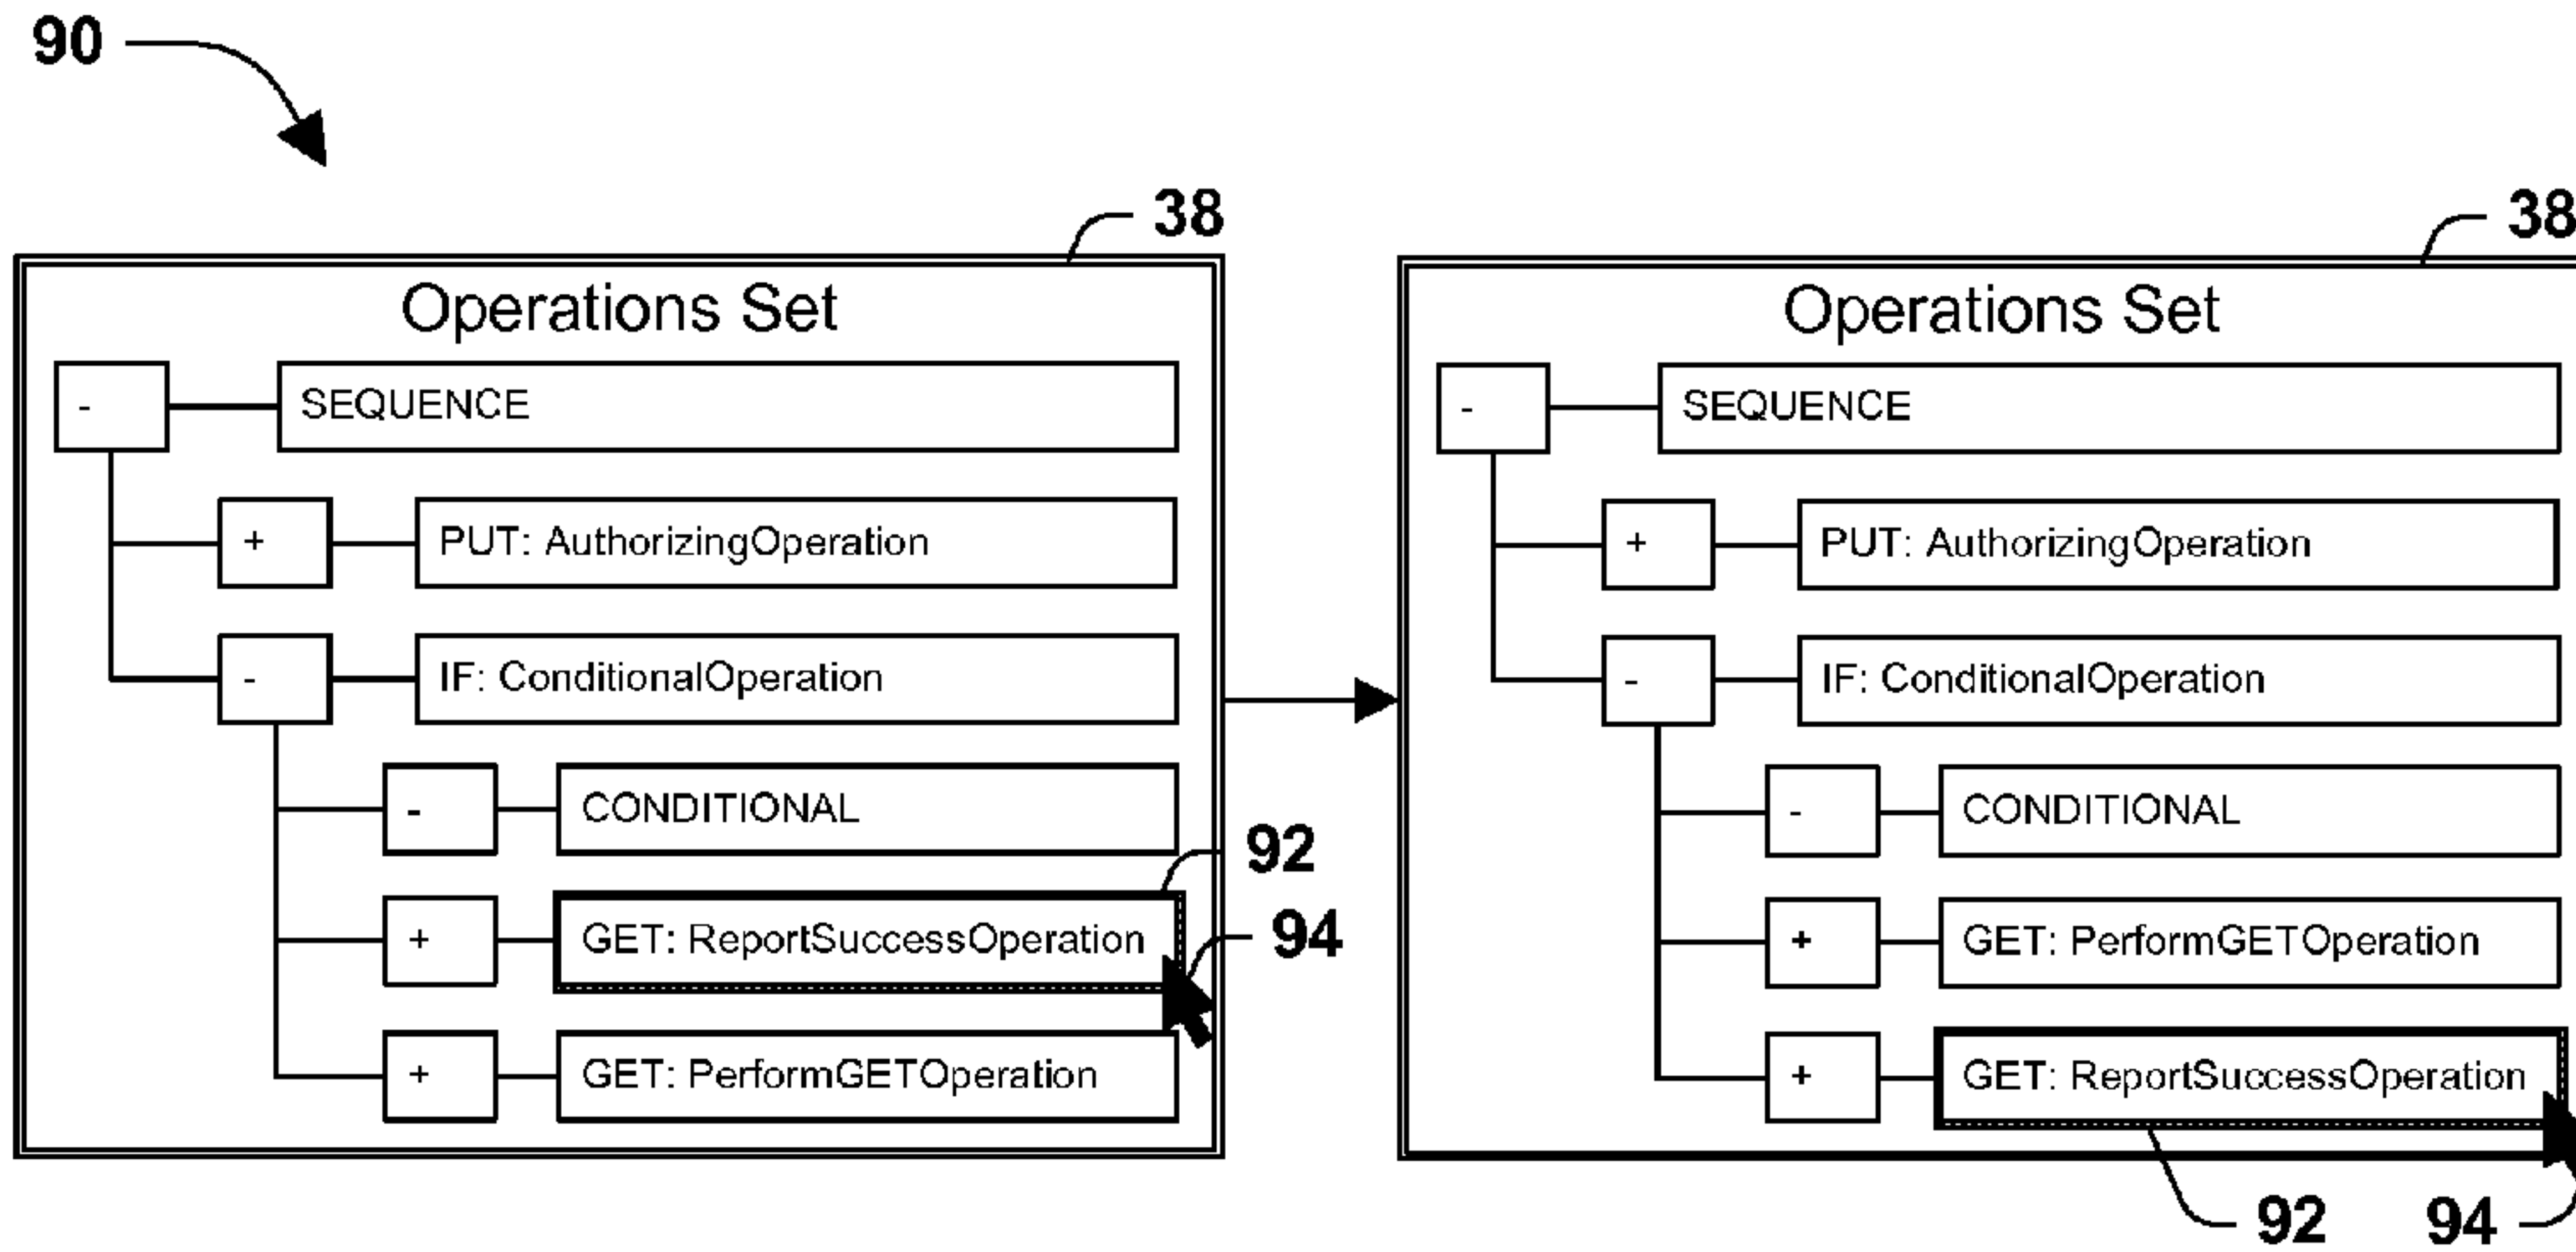 90
38
Operations Set
- SEQUENCE
+ PUT: AuthorizingOperation
- IF: ConditionalOperation
- CONDITIONAL
92
+ GET: ReportSuccessOperation
94
+ GET: PerformGETOperation
38
Operations Set
- SEQUENCE
+ PUT: AuthorizingOperation
- IF: ConditionalOperation
- CONDITIONAL
+ GET: PerformGETOperation
+ GET: ReportSuccessOperation
92
94